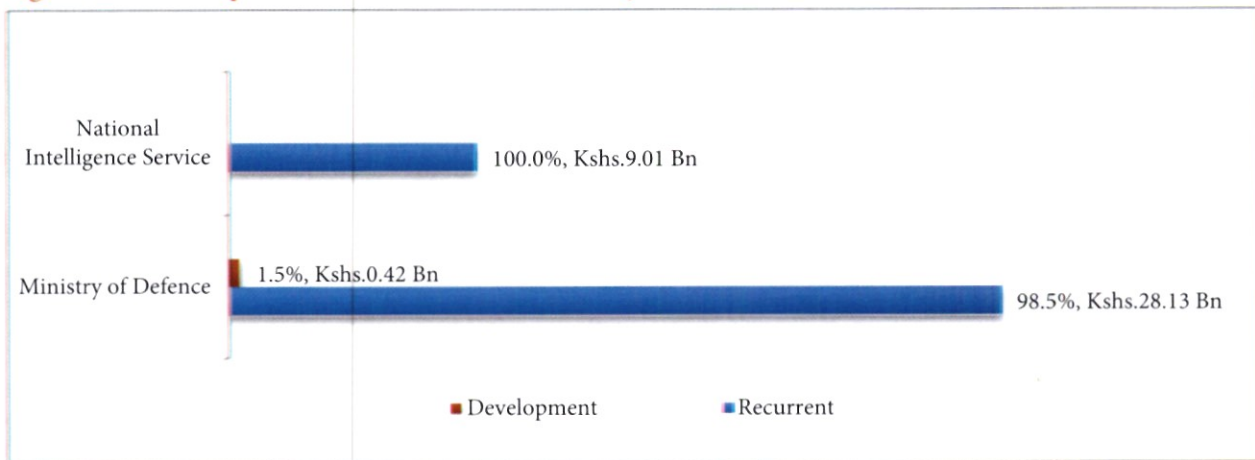 National
Intelligence Service
100.0%, Kshs.9.01 Bn
Ministry of Defence
1.5%, Kshs.0.42 Bn
98.5%, Kshs.28.13 Bn
Development
Recurrent